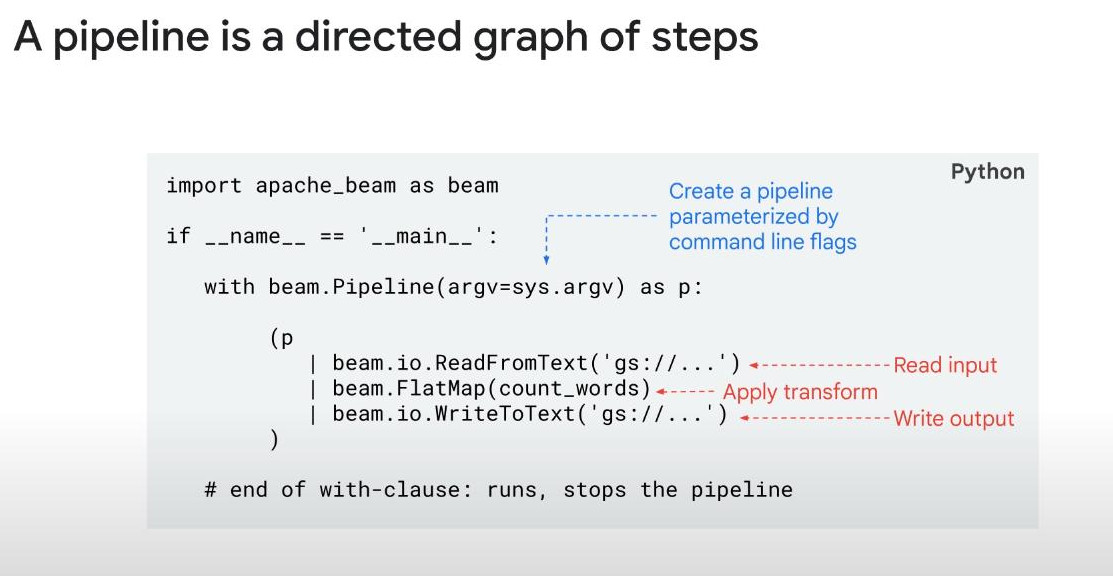 A pipeline is a directed graph of steps
Python
import apache_beam as beam
Create a pipeline
parameterized by
command line flags
if __name__ == '__main__':
with beam.Pipeline(argv=sys.argv) as p:
(p
| beam.io.ReadFromText('gs://...')
Read input
| beam.FlatMap(count_words)
Apply transform
| beam.io.WriteToText('gs://...')
Write output
)
# end of with-clause: runs, stops the pipeline